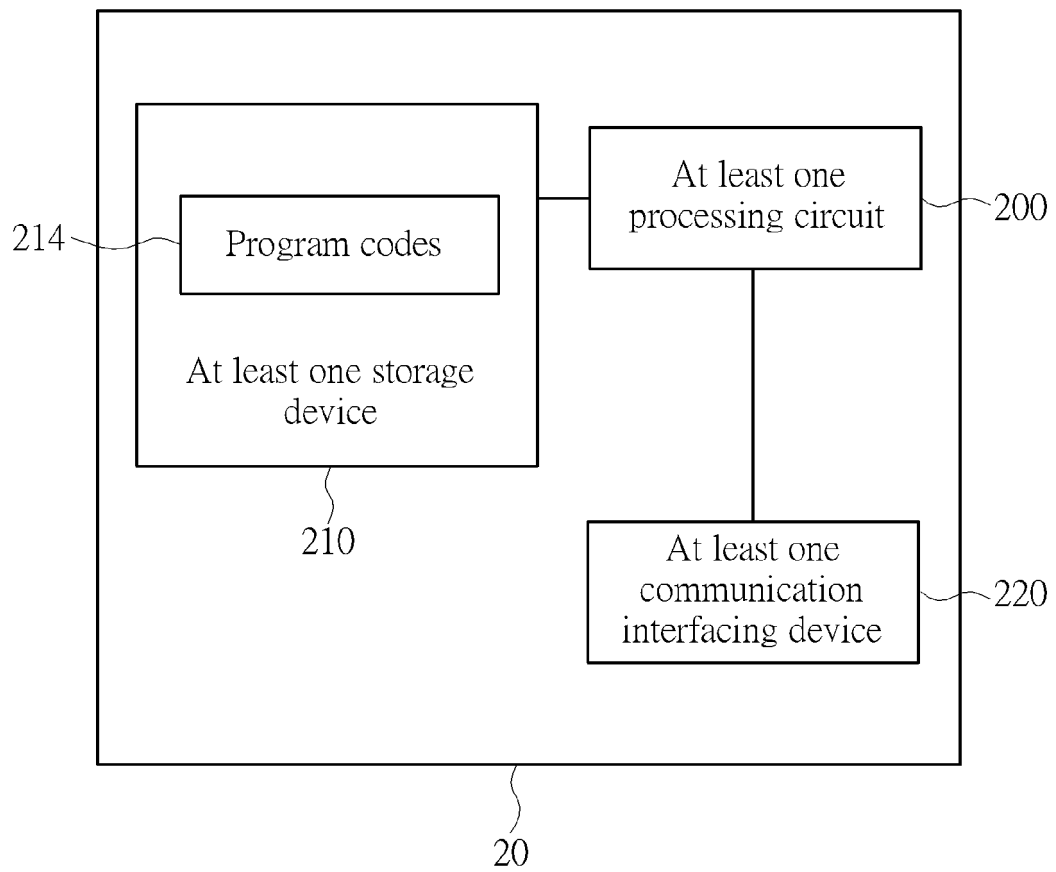 At least one
processing circuit
200
214
Program codes
At least one storage
device
210
At least one
communication
interfacing device
220
20